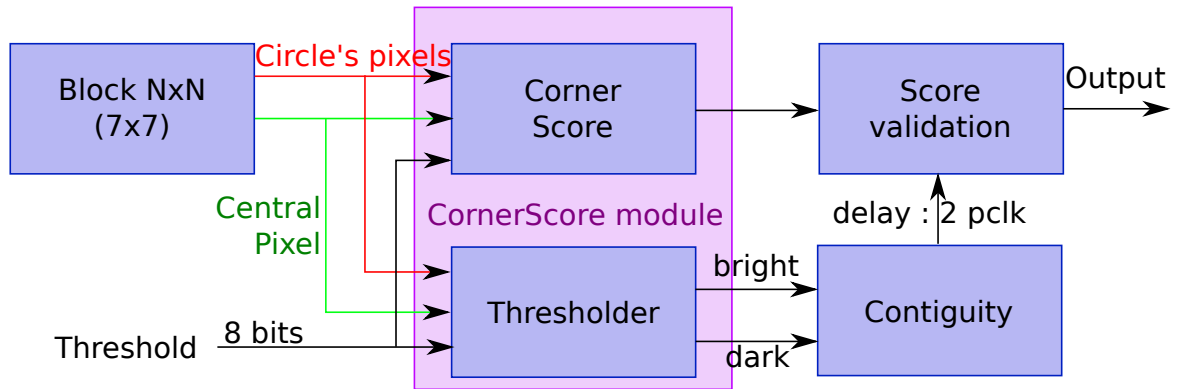 Circle's pixels
Block NxN
(7x7)
Corner
Score
Score
validation
Output
Central
Pixel
CornerScore module
delay : 2 pclk
bright
Thresholder
Contiguity
Threshold
8 bits
dark